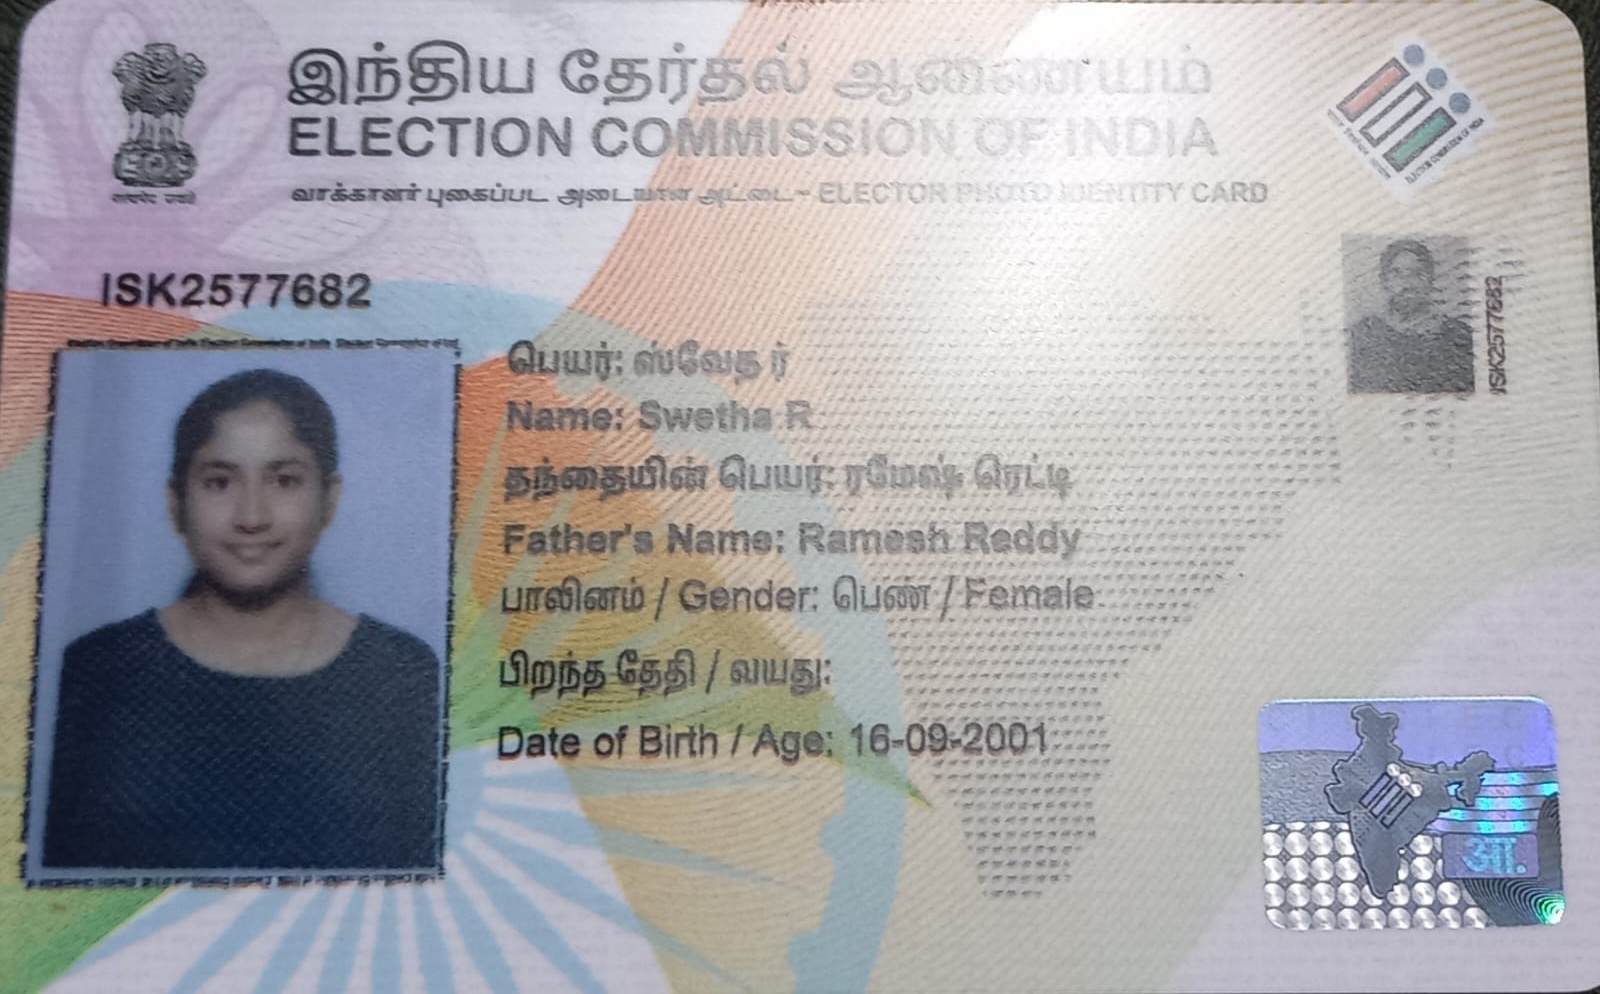 இந்திய தேர்தல் ஆணையம்
ELECTION COMMISSION OF INDIA
வாக்காளர் புகைப்பட அடையாள அட்டை - ELECTOR PHOTO IDENTITY CARD
ISK2577682
ISK2577682
பெயர்: ஸ்வேத ர்
Name: Swetha R
தந்தையின் பெயர்: ரமேஷ் ரெட்டி
Father's Name: Ramesh Reddy
பாலினம் / Gender: பெண் / Female
பிறந்த தேதி / வயது:
Date of Birth / Age: 16-09-2001
आ.